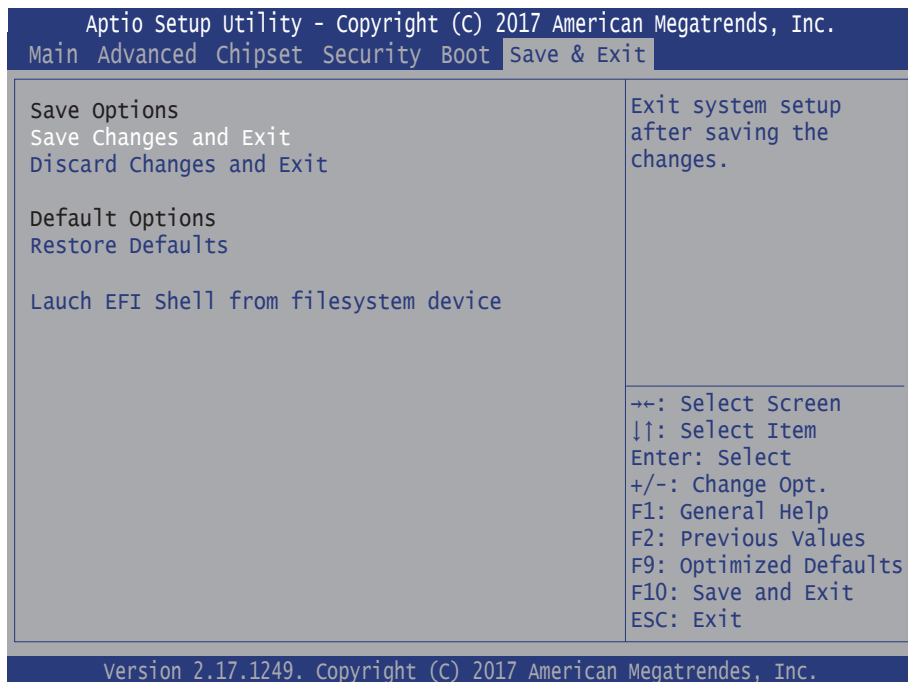 Aptio Setup Utility - Copyright (C) 2017 American Megatrends, Inc.
Main Advanced Chipset Security Boot Save & Exit
Save Options
Save Changes and Exit
Discard Changes and Exit
Default Options
Restore Defaults
Lauch EFI Shell from filesystem device
Exit system setup
after saving the
changes.
→←: Select Screen
↓↑: Select Item
Enter: Select
+/-: Change Opt.
F1: General Help
F2: Previous Values
F9: Optimized Defaults
F10: Save and Exit
ESC: Exit
Version 2.17.1249. Copyright (C) 2017 American Megatrendes, Inc.